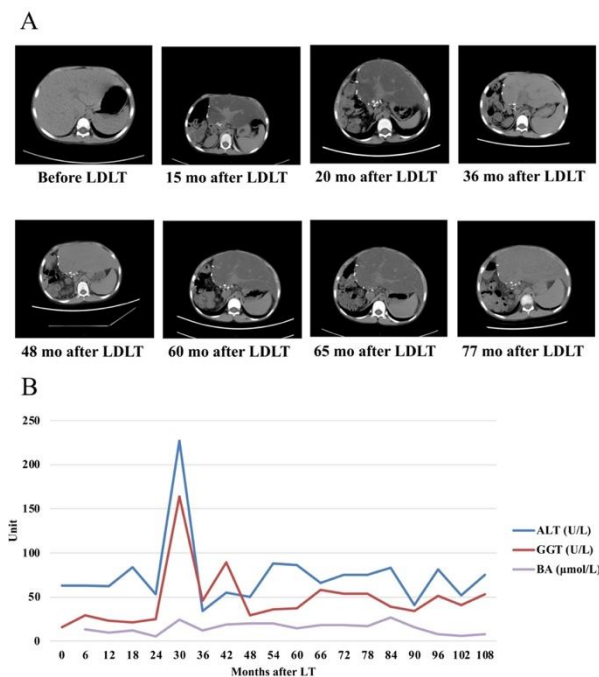 A
Before LDLT
15 mo after LDLT
20 mo after LDLT
36 mo after LDLT
48 mo after LDLT
60 mo after LDLT
65 mo after LDLT
77 mo after LDLT
B
250
200
150
100
50
0
Unit
0 6 12 18 24 30 36 42 48 54 60 66 72 78 84 90 96 102 108
Months after LT
ALT (U/L)
GGT (U/L)
BA (μmol/L)